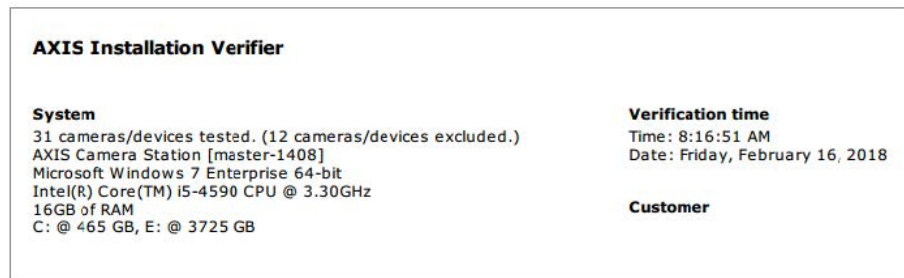 AXIS Installation Verifier
System
31 cameras/devices tested. (12 cameras/devices excluded.)
AXIS Camera Station [master-1408]
Microsoft Windows 7 Enterprise 64-bit
Intel(R) Core(TM) i5-4590 CPU @ 3.30GHz
16GB of RAM
C: @ 465 GB, E: @ 3725 GB
Verification time
Time: 8:16:51 AM
Date: Friday, February 16, 2018
Customer